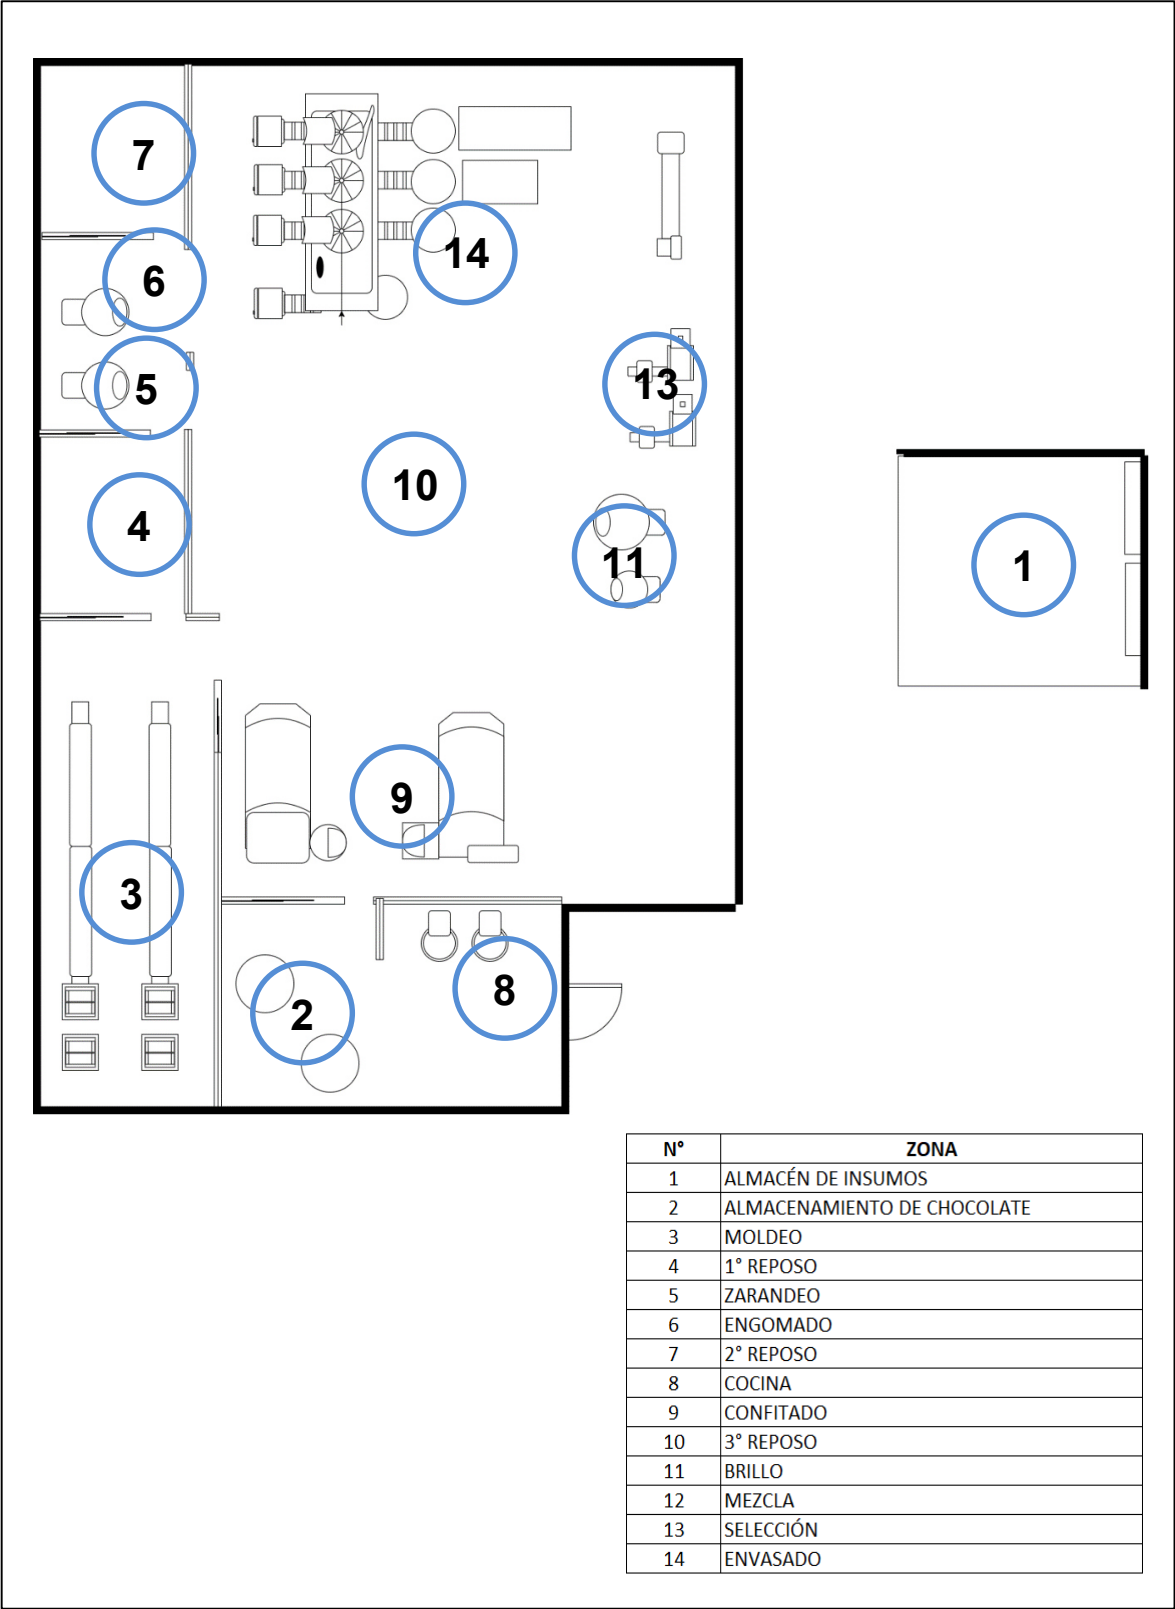 7
14
6
13
5
10
4
11
1
9
3
8
2
N° ZONA
1 ALMACÉN DE INSUMOS
2 ALMACENAMIENTO DE CHOCOLATE
3 MOLDEO
4 1° REPOSO
5 ZARANDEO
6 ENGOMADO
7 2° REPOSO
8 COCINA
9 CONFITADO
10 3° REPOSO
11 BRILLO
12 MEZCLA
13 SELECCIÓN
14 ENVASADO